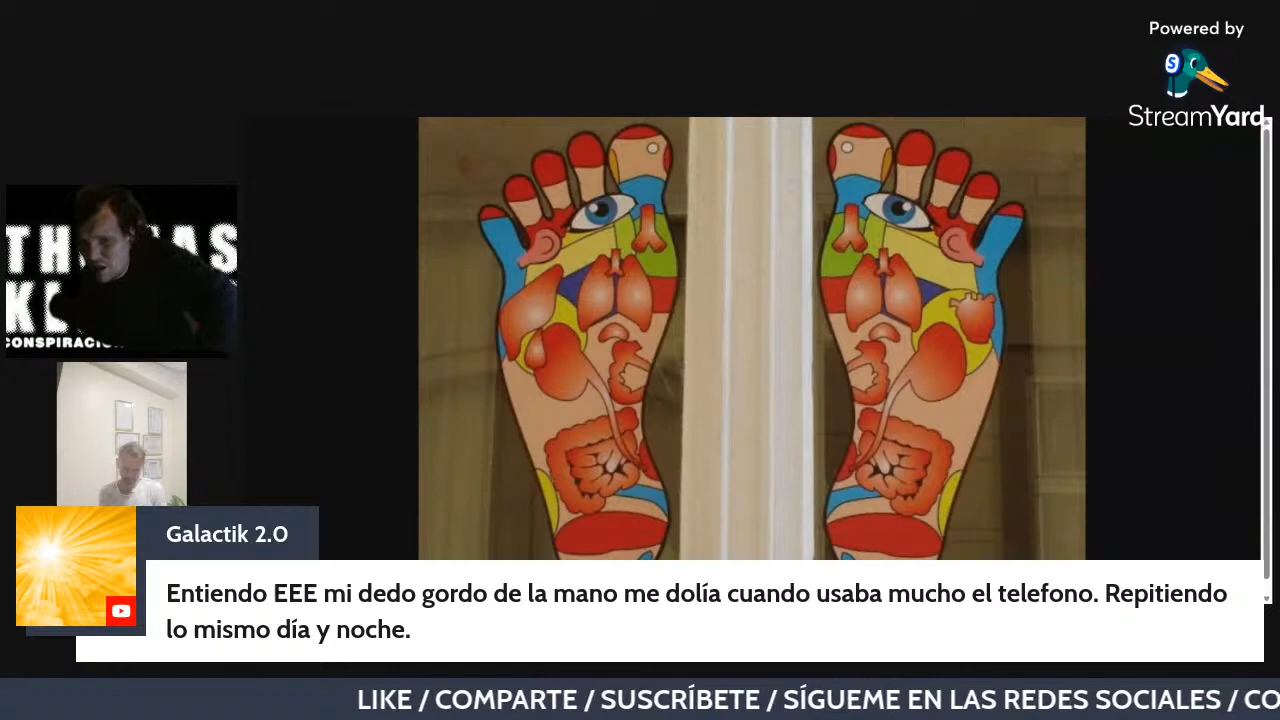 Powered by
StreamYard
CONSPIRACI
Galactik 2.0
Entiendo EEE mi dedo gordo de la mano me dolía cuando usaba mucho el telefono. Repitiendo
lo mismo día y noche.
LIKE / COMPARTE / SUSCRÍBETE / SÍGUEME EN LAS REDES SOCIALES / CO